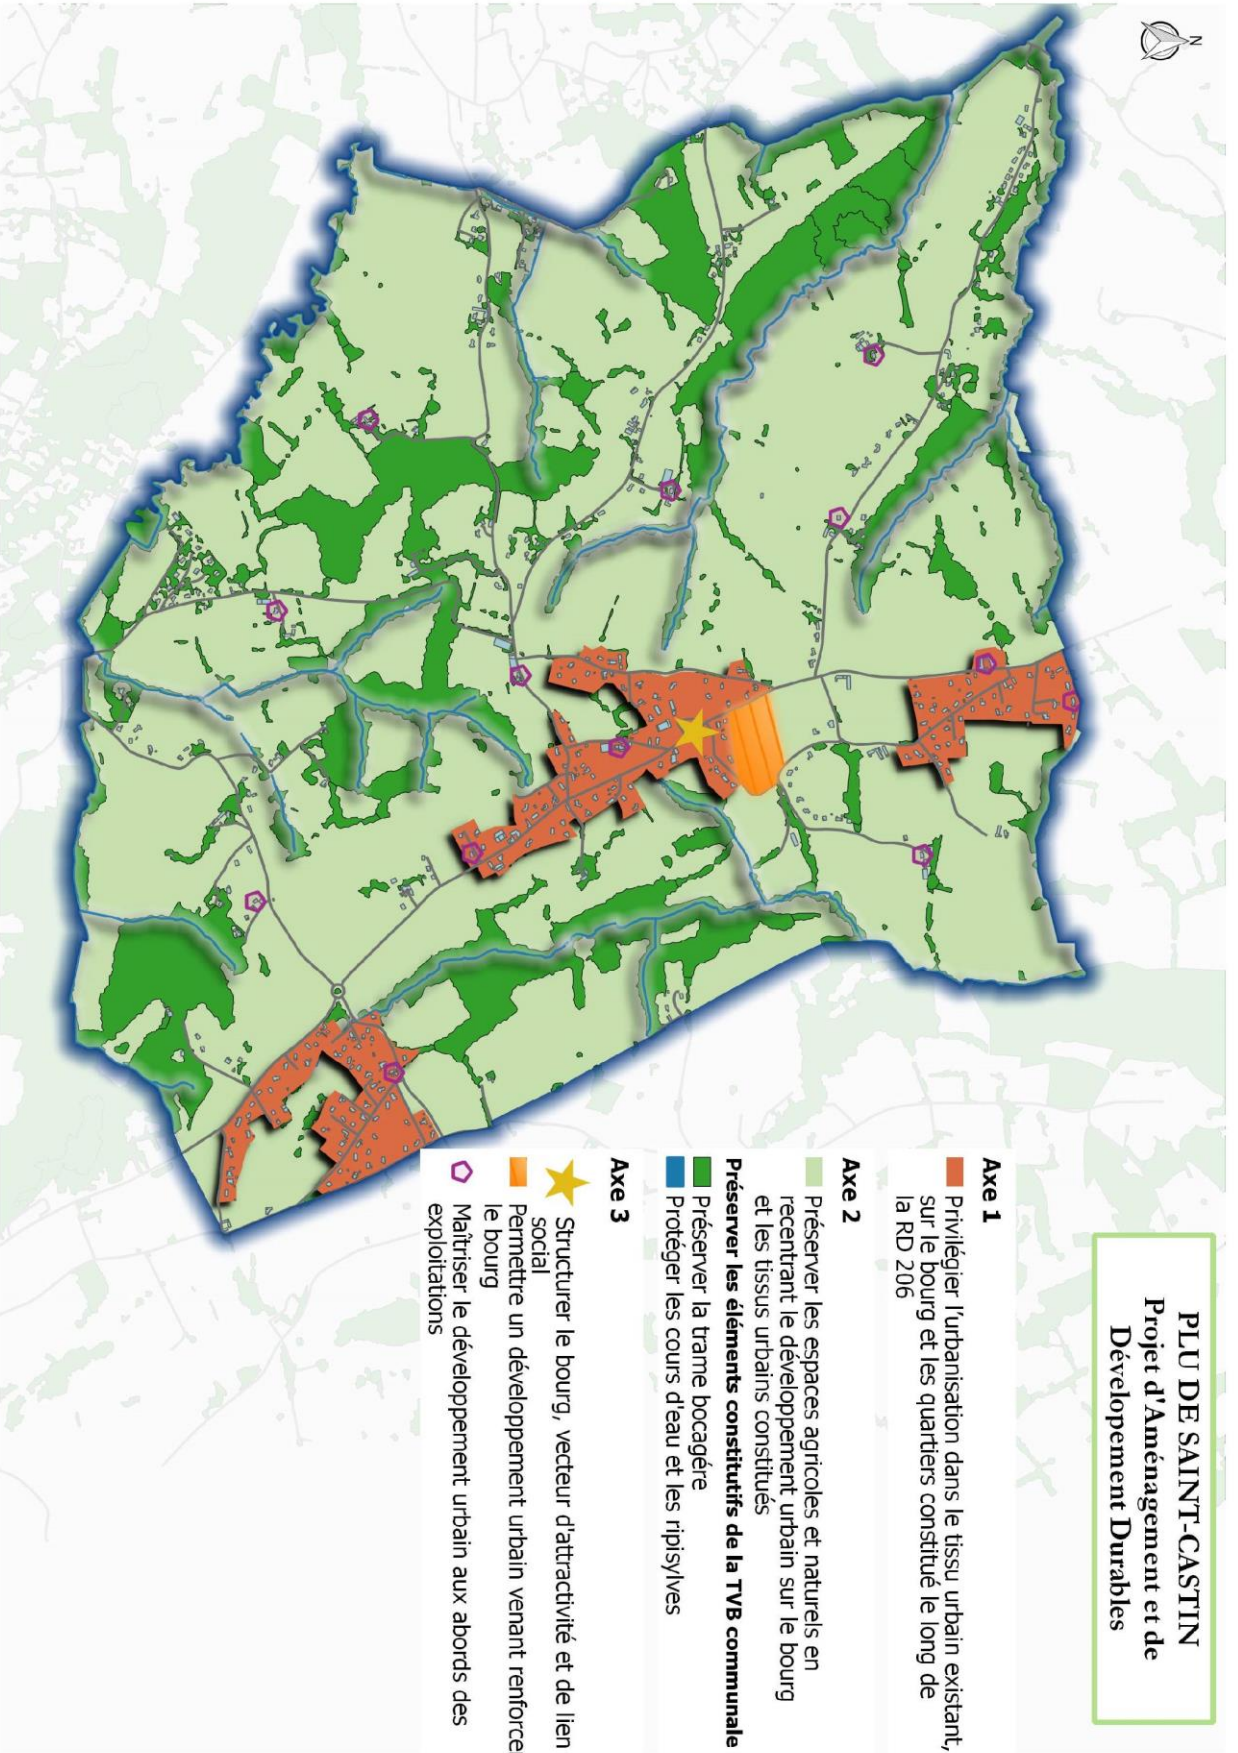 N
PLU DE SAINT-CASTIN
Projet d'Aménagement et de
Dévelopement Durables
Axe 1
Privilégier l'urbanisation dans le tissu urbain existant,
sur le bourg et les quartiers constitué le long de
la RD 206
Axe 2
Préserver les espaces agricoles et naturels en
recentrant le développement urbain sur le bourg
et les tissus urbains constitués
Préserver les éléments constitutifs de la TVB communale
Préserver la trame bocagére
Protéger les cours d'eau et les ripisylves
Axe 3
Structurer le bourg, vecteur d'attractivité et de lien
social
Permettre un développement urbain venant renforce
le bourg
Maîtriser le développement urbain aux abords des
exploitations